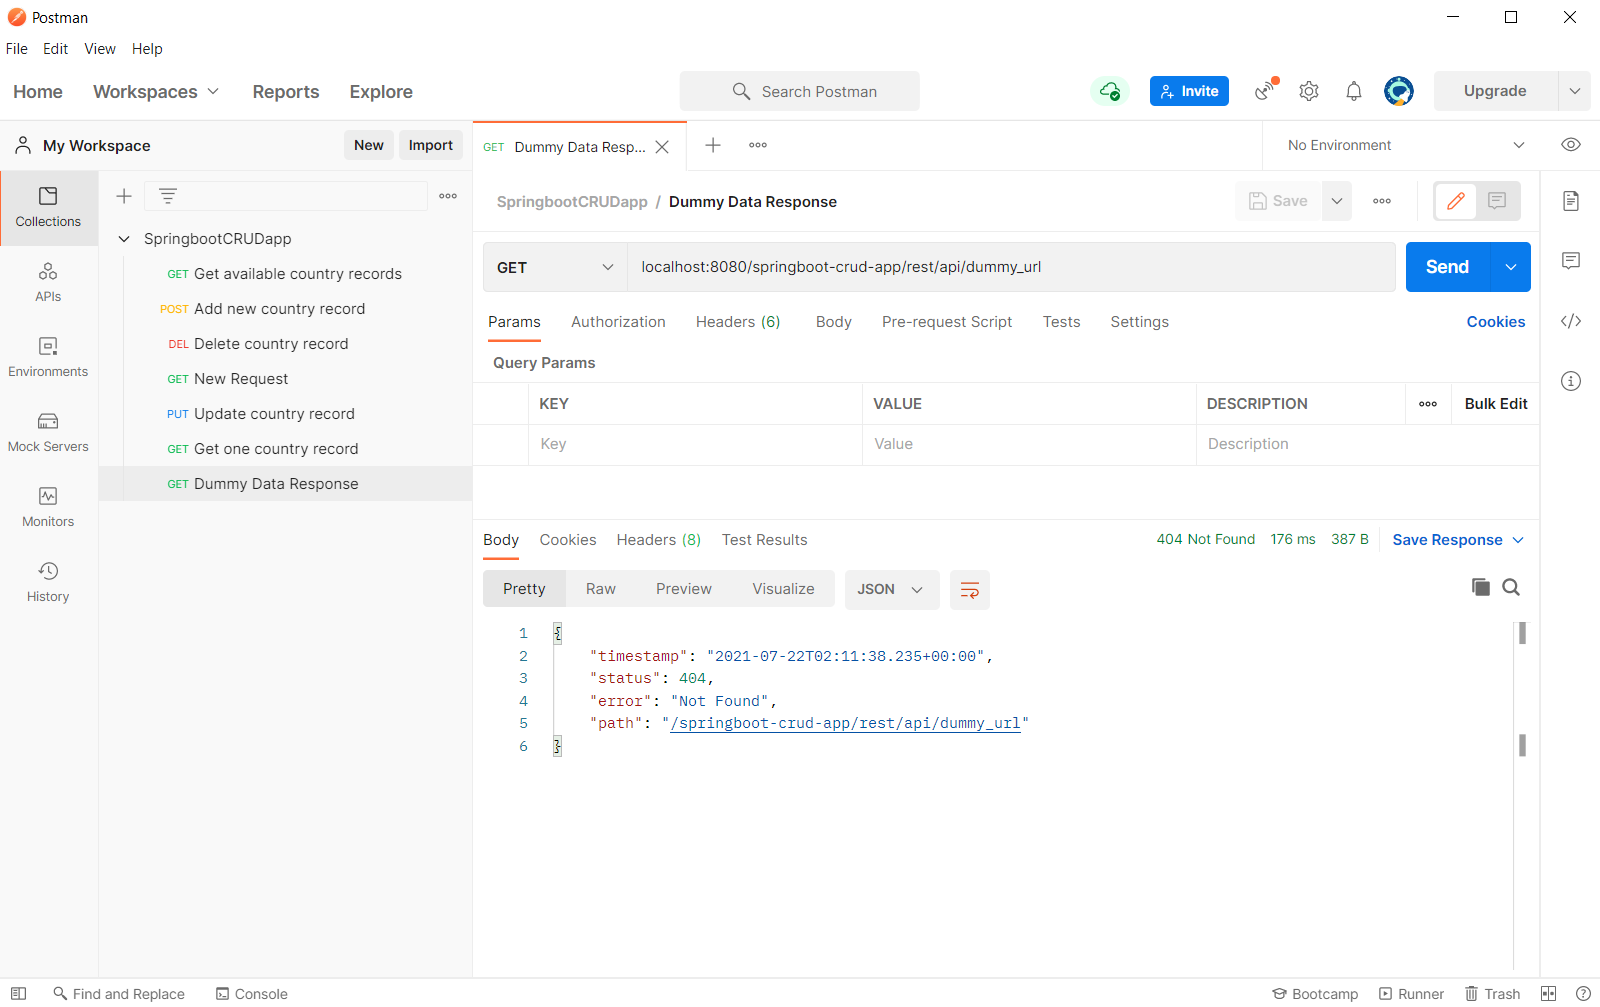 Postman
File Edit View Help
Home Workspaces Reports Explore Search Postman Invite Upgrade
My Workspace New Import
GET Dummy Data Resp... No Environment
Collections
APIs
Environments
Mock Servers
Monitors
History
SpringbootCRUDapp
GET Get available country records
POST Add new country record
DEL Delete country record
GET New Request
PUT Update country record
GET Get one country record
GET Dummy Data Response
SpringbootCRUDapp / Dummy Data Response Save
GET localhost:8080/springboot-crud-app/rest/api/dummy_url Send
Params Authorization Headers (6) Body Pre-request Script Tests Settings Cookies
Query Params
KEY VALUE DESCRIPTION Bulk Edit
Key Value Description
Body Cookies Headers (8) Test Results 404 Not Found 176 ms 387 B Save Response
Pretty Raw Preview Visualize JSON
1 {
2 "timestamp": "2021-07-22T02:11:38.235+00:00",
3 "status": 404,
4 "error": "Not Found",
5 "path": "/springboot-crud-app/rest/api/dummy_url"
6 }
Find and Replace Console Bootcamp Runner Trash